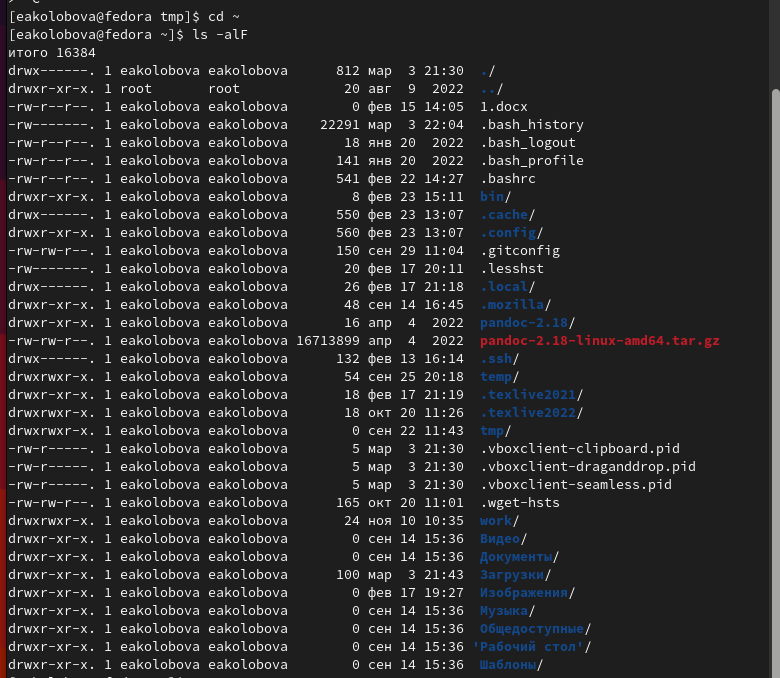 [eakolobova@fedora tmp]$ cd ~
[eakolobova@fedora ~]$ ls -alF
итого 16384
drwx------. 1 eakolobova eakolobova      812 мар  3 21:30  ./
drwxr-xr-x. 1 root       root             20 авг  9  2022  ../
-rw-r--r--. 1 eakolobova eakolobova        0 фев 15 14:05  1.docx
-rw-------. 1 eakolobova eakolobova    22291 мар  3 22:04  .bash_history
-rw-r--r--. 1 eakolobova eakolobova       18 янв 20  2022  .bash_logout
-rw-r--r--. 1 eakolobova eakolobova      141 янв 20  2022  .bash_profile
-rw-r--r--. 1 eakolobova eakolobova      541 фев 22 14:27  .bashrc
drwxr-xr-x. 1 eakolobova eakolobova        8 фев 23 15:11  bin/
drwx------. 1 eakolobova eakolobova      550 фев 23 13:07  .cache/
drwxr-xr-x. 1 eakolobova eakolobova      560 фев 23 13:07  .config/
-rw-rw-r--. 1 eakolobova eakolobova      150 сен 29 11:04  .gitconfig
-rw-------. 1 eakolobova eakolobova       20 фев 17 20:11  .lesshst
drwx------. 1 eakolobova eakolobova       26 фев 17 21:18  .local/
drwxr-xr-x. 1 eakolobova eakolobova       48 сен 14 16:45  .mozilla/
drwxr-xr-x. 1 eakolobova eakolobova       16 апр  4  2022  pandoc-2.18/
-rw-rw-r--. 1 eakolobova eakolobova 16713899 апр  4  2022  pandoc-2.18-linux-amd64.tar.gz
drwx------. 1 eakolobova eakolobova      132 фев 13 16:14  .ssh/
drwxrwxr-x. 1 eakolobova eakolobova       54 сен 25 20:18  temp/
drwxr-xr-x. 1 eakolobova eakolobova       18 фев 17 21:19  .texlive2021/
drwxrwxr-x. 1 eakolobova eakolobova       18 окт 20 11:26  .texlive2022/
drwxrwxr-x. 1 eakolobova eakolobova        0 сен 22 11:43  tmp/
-rw-r-----. 1 eakolobova eakolobova        5 мар  3 21:30  .vboxclient-clipboard.pid
-rw-r-----. 1 eakolobova eakolobova        5 мар  3 21:30  .vboxclient-draganddrop.pid
-rw-r-----. 1 eakolobova eakolobova        5 мар  3 21:30  .vboxclient-seamless.pid
-rw-rw-r--. 1 eakolobova eakolobova      165 окт 20 11:01  .wget-hsts
drwxrwxr-x. 1 eakolobova eakolobova       24 ноя 10 10:35  work/
drwxr-xr-x. 1 eakolobova eakolobova        0 сен 14 15:36  Видео/
drwxr-xr-x. 1 eakolobova eakolobova        0 сен 14 15:36  Документы/
drwxr-xr-x. 1 eakolobova eakolobova      100 мар  3 21:43  Загрузки/
drwxr-xr-x. 1 eakolobova eakolobova        0 фев 17 19:27  Изображения/
drwxr-xr-x. 1 eakolobova eakolobova        0 сен 14 15:36  Музыка/
drwxr-xr-x. 1 eakolobova eakolobova        0 сен 14 15:36  Общедоступные/
drwxr-xr-x. 1 eakolobova eakolobova        0 сен 14 15:36 'Рабочий стол'/
drwxr-xr-x. 1 eakolobova eakolobova        0 сен 14 15:36  Шаблоны/